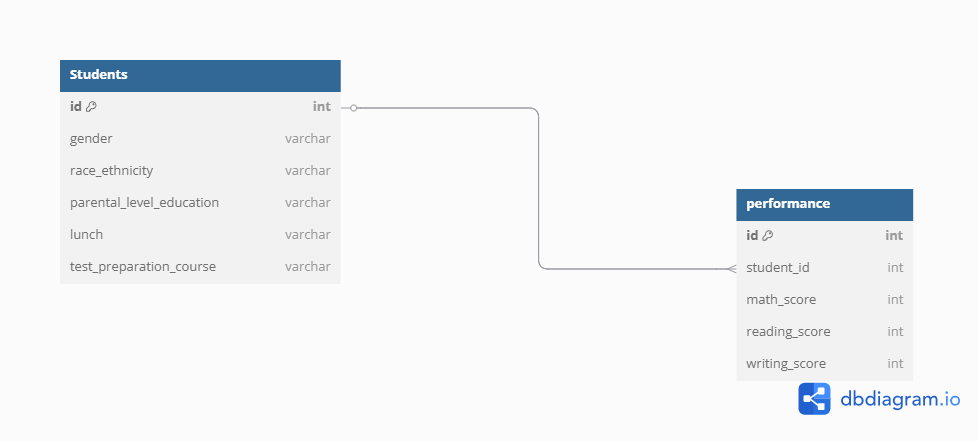 Students
id int
gender varchar
race_ethnicity varchar
parental_level_education varchar
lunch varchar
test_preparation_course varchar
performance
id int
student_id int
math_score int
reading_score int
writing_score int
dbdiagram.io